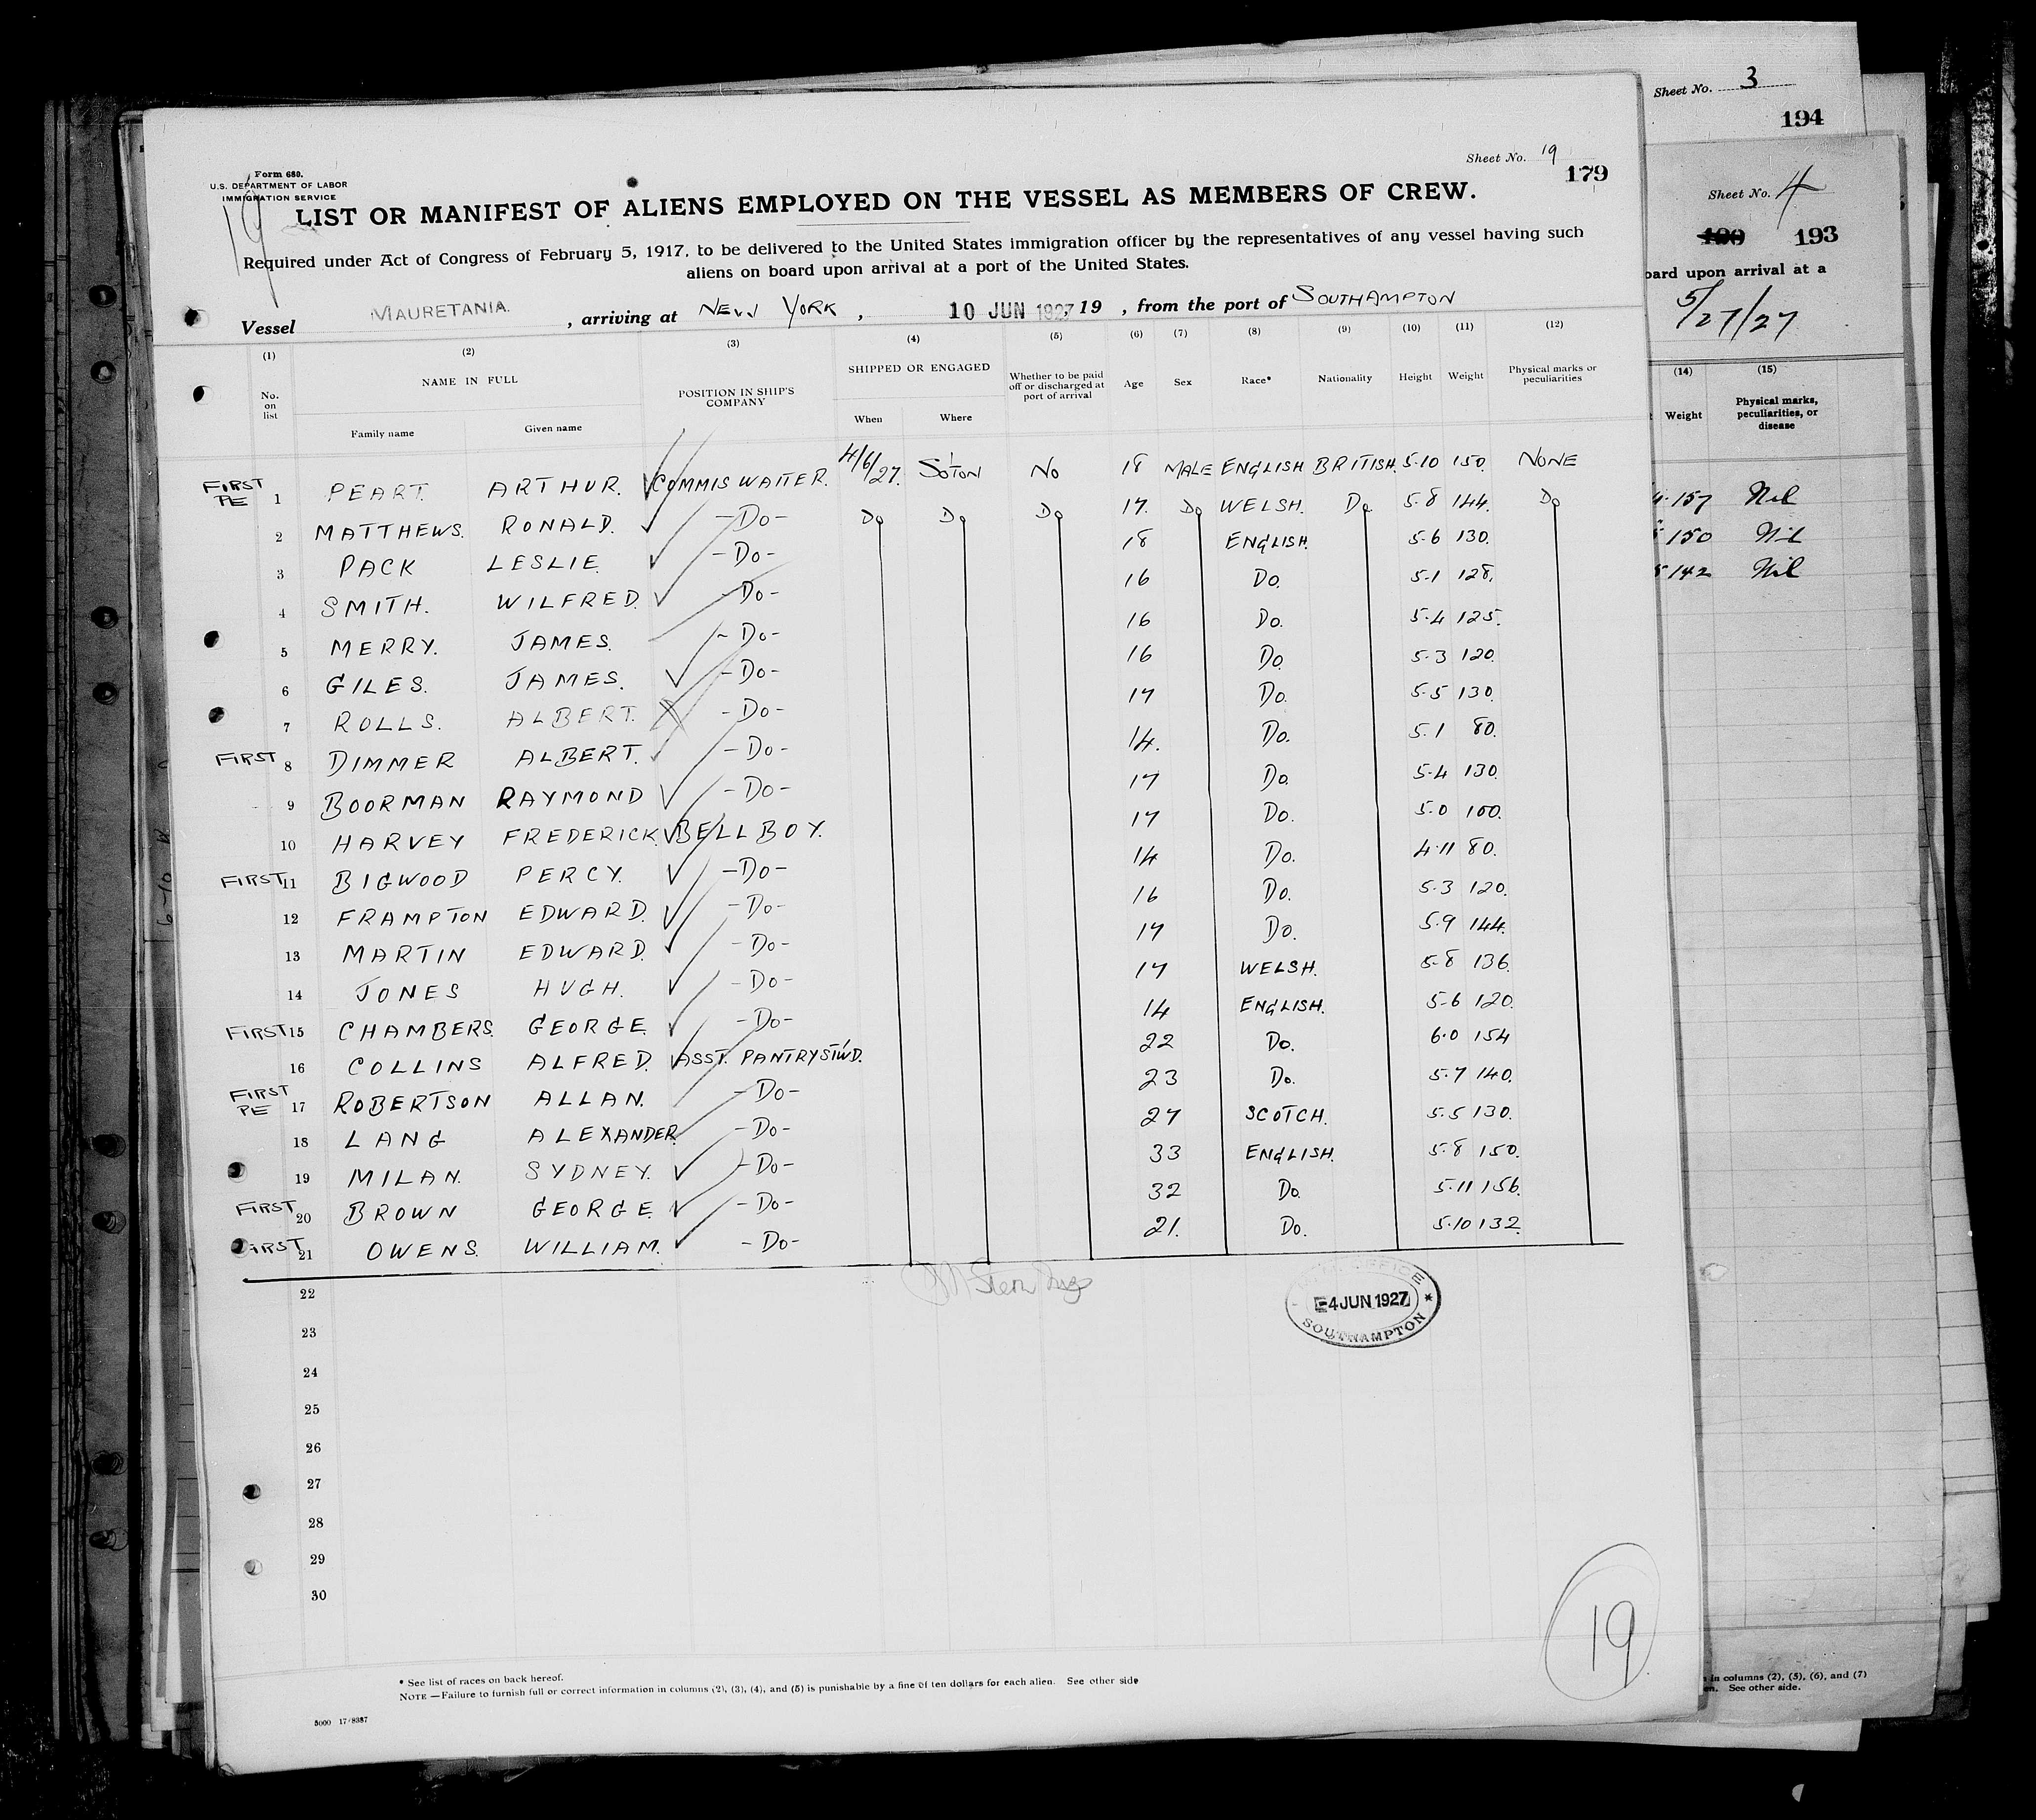 Sheet No. 3
194
Sheet No. 4
190 193
board upon arrival at a
5/27/27
(14) (15)
Weight Physical marks, peculiarities, or disease
157 Nil
150 Nil
142 Nil
in columns (2), (5), (6), and (7)
See other side.
Sheet No. 19
179
Form 680.
U.S. DEPARTMENT OF LABOR
IMMIGRATION SERVICE
19
LIST OR MANIFEST OF ALIENS EMPLOYED ON THE VESSEL AS MEMBERS OF CREW.
Required under Act of Congress of February 5, 1917, to be delivered to the United States immigration officer by the representatives of any vessel having such
aliens on board upon arrival at a port of the United States.
Vessel MAURETANIA. , arriving at NEW YORK , 10 JUN 1927, 19 , from the port of SOUTHAMPTON
(1) (2) (3) (4) (5) (6) (7) (8) (9) (10) (11) (12)
No. on list NAME IN FULL POSITION IN SHIP'S COMPANY SHIPPED OR ENGAGED Whether to be paid off or discharged at port of arrival Age Sex Race* Nationality Height Weight Physical marks or peculiarities
Family name Given name When Where
FIRST PE 1 PEART. ARTHUR. COMMIS WAITER. 4/6/27. S'OTON NO 18 MALE ENGLISH BRITISH. 5-10 150. NONE
2 MATTHEWS. RONALD. -DO- DO DO DO 17. DO WELSH. DO 5-8 144. DO
3 PACK LESLIE. -DO- 18 ENGLISH. 5-6 130.
4 SMITH. WILFRED. -DO- 16 DO. 5-1 128.
5 MERRY. JAMES. -DO- 16 DO. 5-4 125.
6 GILES. JAMES. -DO- 16 DO. 5-3 120.
7 ROLLS. ALBERT. -DO- 17 DO. 5-5 130.
FIRST 8 DIMMER ALBERT. -DO- 14. DO. 5-1 80.
9 BOORMAN RAYMOND -DO- 17 DO. 5-4 130.
10 HARVEY FREDERICK. BELL BOY. 17 DO. 5-0 100.
FIRST 11 BIGWOOD PERCY. -DO- 14 DO. 4-11 80.
12 FRAMPTON EDWARD. -DO- 16 DO. 5-3 120.
13 MARTIN EDWARD. -DO- 17 DO. 5-9 144.
14 JONES HUGH. -DO- 17 WELSH. 5-8 136.
FIRST 15 CHAMBERS. GEORGE. -DO- 14 ENGLISH. 5-6 120.
16 COLLINS ALFRED. ASST. PANTRY ST'WD. 22 DO. 6-0 154
FIRST PE 17 ROBERTSON ALLAN. -DO- 23 DO. 5-7 140.
18 LANG ALEXANDER. -DO- 27 SCOTCH. 5-5 130.
19 MILAN. SYDNEY. -DO- 33 ENGLISH. 5-8 150.
FIRST 20 BROWN GEORGE. -DO- 32 DO. 5-11 156.
FIRST 21 OWENS. WILLIAM. -DO- 21. DO. 5-10 132.
22
23
24
25
26
27
28
29
30
OFFICE
4 JUN 1927
SOUTHAMPTON *
19
* See list of races on back hereof.
NOTE —Failure to furnish full or correct information in columns (2), (3), (4), and (5) is punishable by a fine of ten dollars for each alien. See other side
5000 17/8387